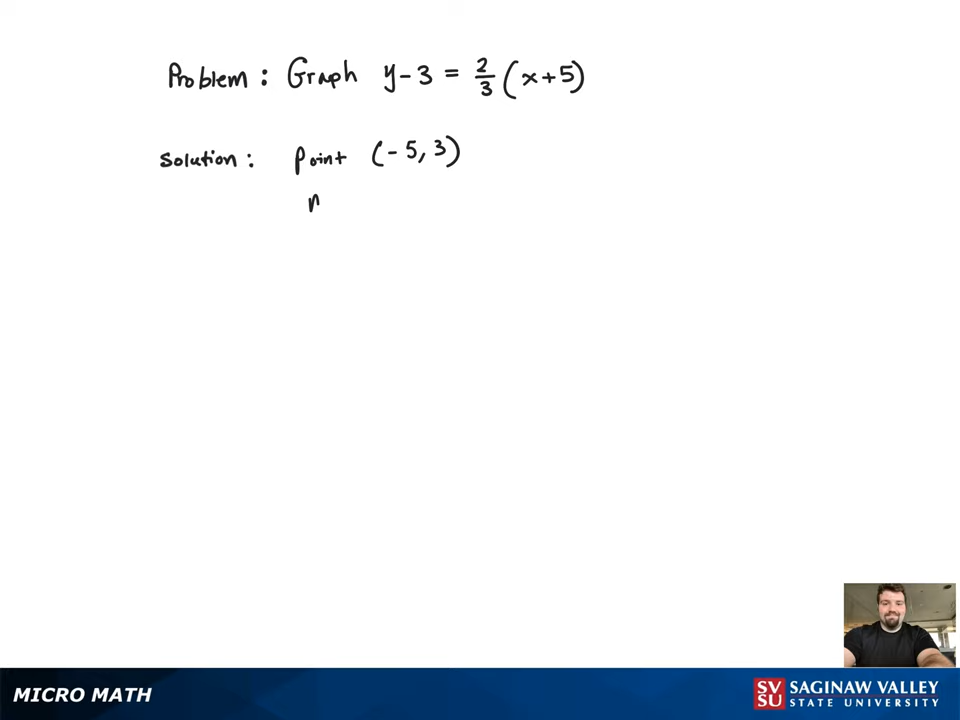 Problem: Graph y-3 = 2/3 (x+5)
Solution: Point (-5, 3)
n
MICRO MATH
SVSU SAGINAW VALLEY
STATE UNIVERSITY